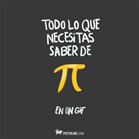 TODO LO QUE
NECESITAS
SABER DE
π
EN UN GIF
PICTOLINE.COM